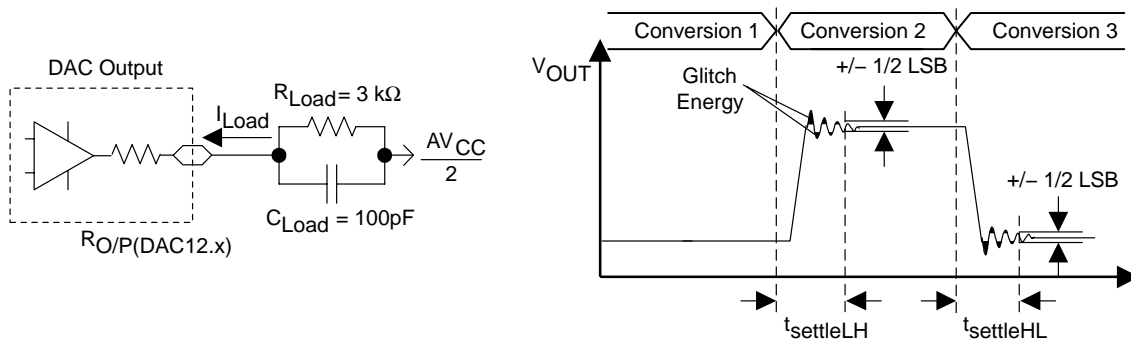 DAC Output
I_Load
R_Load = 3 kΩ
AV_CC
2
C_Load = 100pF
R_O/P(DAC12.x)
Conversion 1
Conversion 2
Conversion 3
V_OUT
Glitch
Energy
+/– 1/2 LSB
+/– 1/2 LSB
t_settleLH
t_settleHL